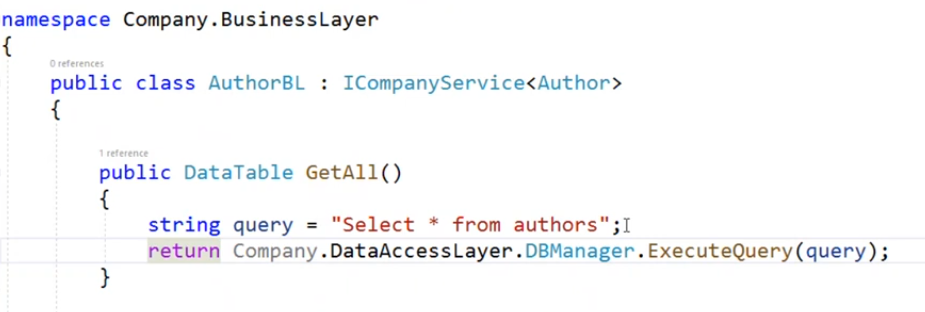 namespace Company.BusinessLayer
{
0 references
public class AuthorBL : ICompanyService<Author>
{
1 reference
public DataTable GetAll()
{
string query = "Select * from authors";
return Company.DataAccessLayer.DBManager.ExecuteQuery(query);
}